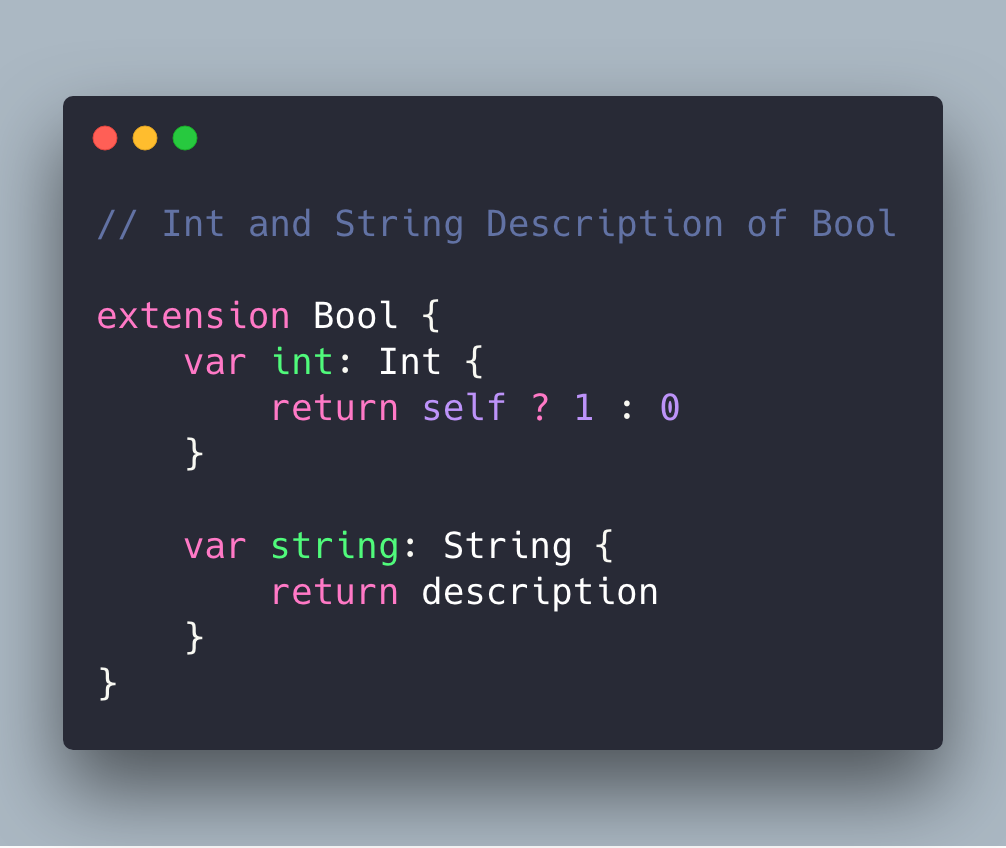 // Int and String Description of Bool

extension Bool {
    var int: Int {
        return self ? 1 : 0
    }

    var string: String {
        return description
    }
}